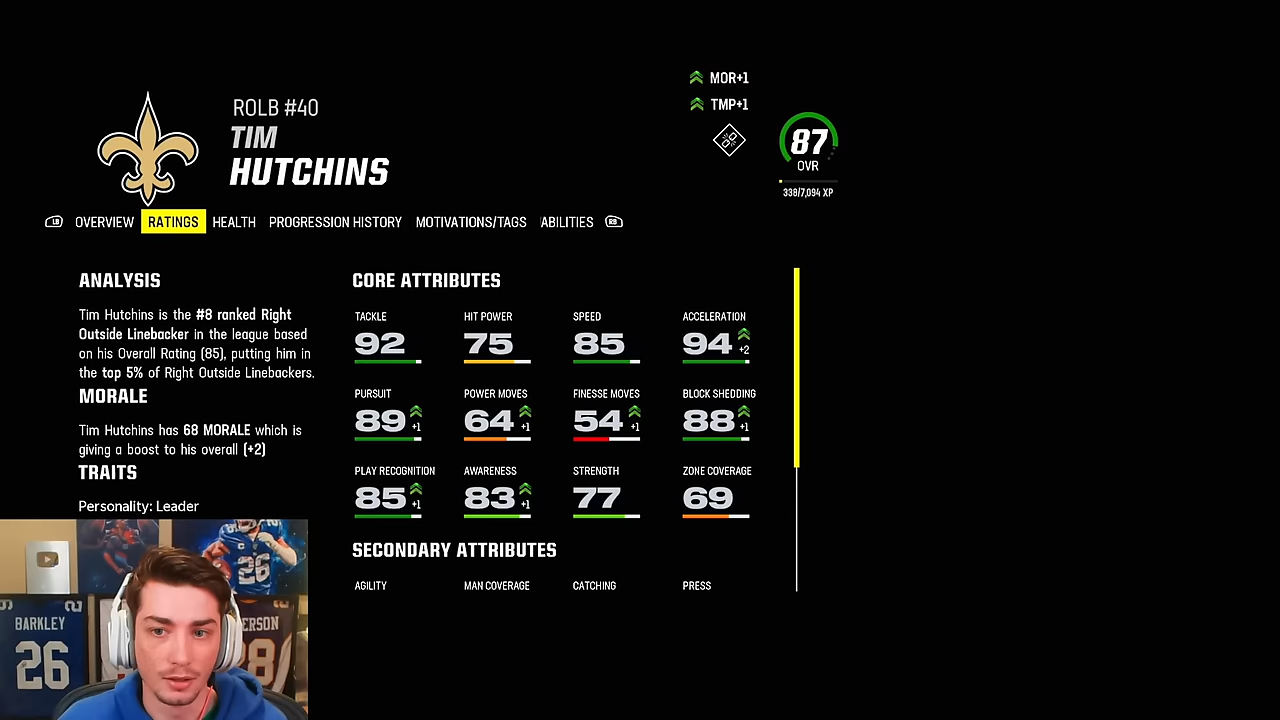 MOR+1
TMP+1
ROLB #40
TIM
HUTCHINS
87
OVR
338/7,094 XP
LB OVERVIEW RATINGS HEALTH PROGRESSION HISTORY MOTIVATIONS/TAGS ABILITIES RB
ANALYSIS
Tim Hutchins is the #8 ranked Right
Outside Linebacker in the league based
on his Overall Rating (85), putting him in
the top 5% of Right Outside Linebackers.
MORALE
Tim Hutchins has 68 MORALE which is
giving a boost to his overall (+2)
TRAITS
Personality: Leader
CORE ATTRIBUTES
TACKLE HIT POWER SPEED ACCELERATION
92 75 85 94 +2
PURSUIT POWER MOVES FINESSE MOVES BLOCK SHEDDING
89 +1 64 +1 54 +1 88 +1
PLAY RECOGNITION AWARENESS STRENGTH ZONE COVERAGE
85 +1 83 +1 77 69
SECONDARY ATTRIBUTES
AGILITY MAN COVERAGE CATCHING PRESS
26
BARKLEY
26
ERSON
8